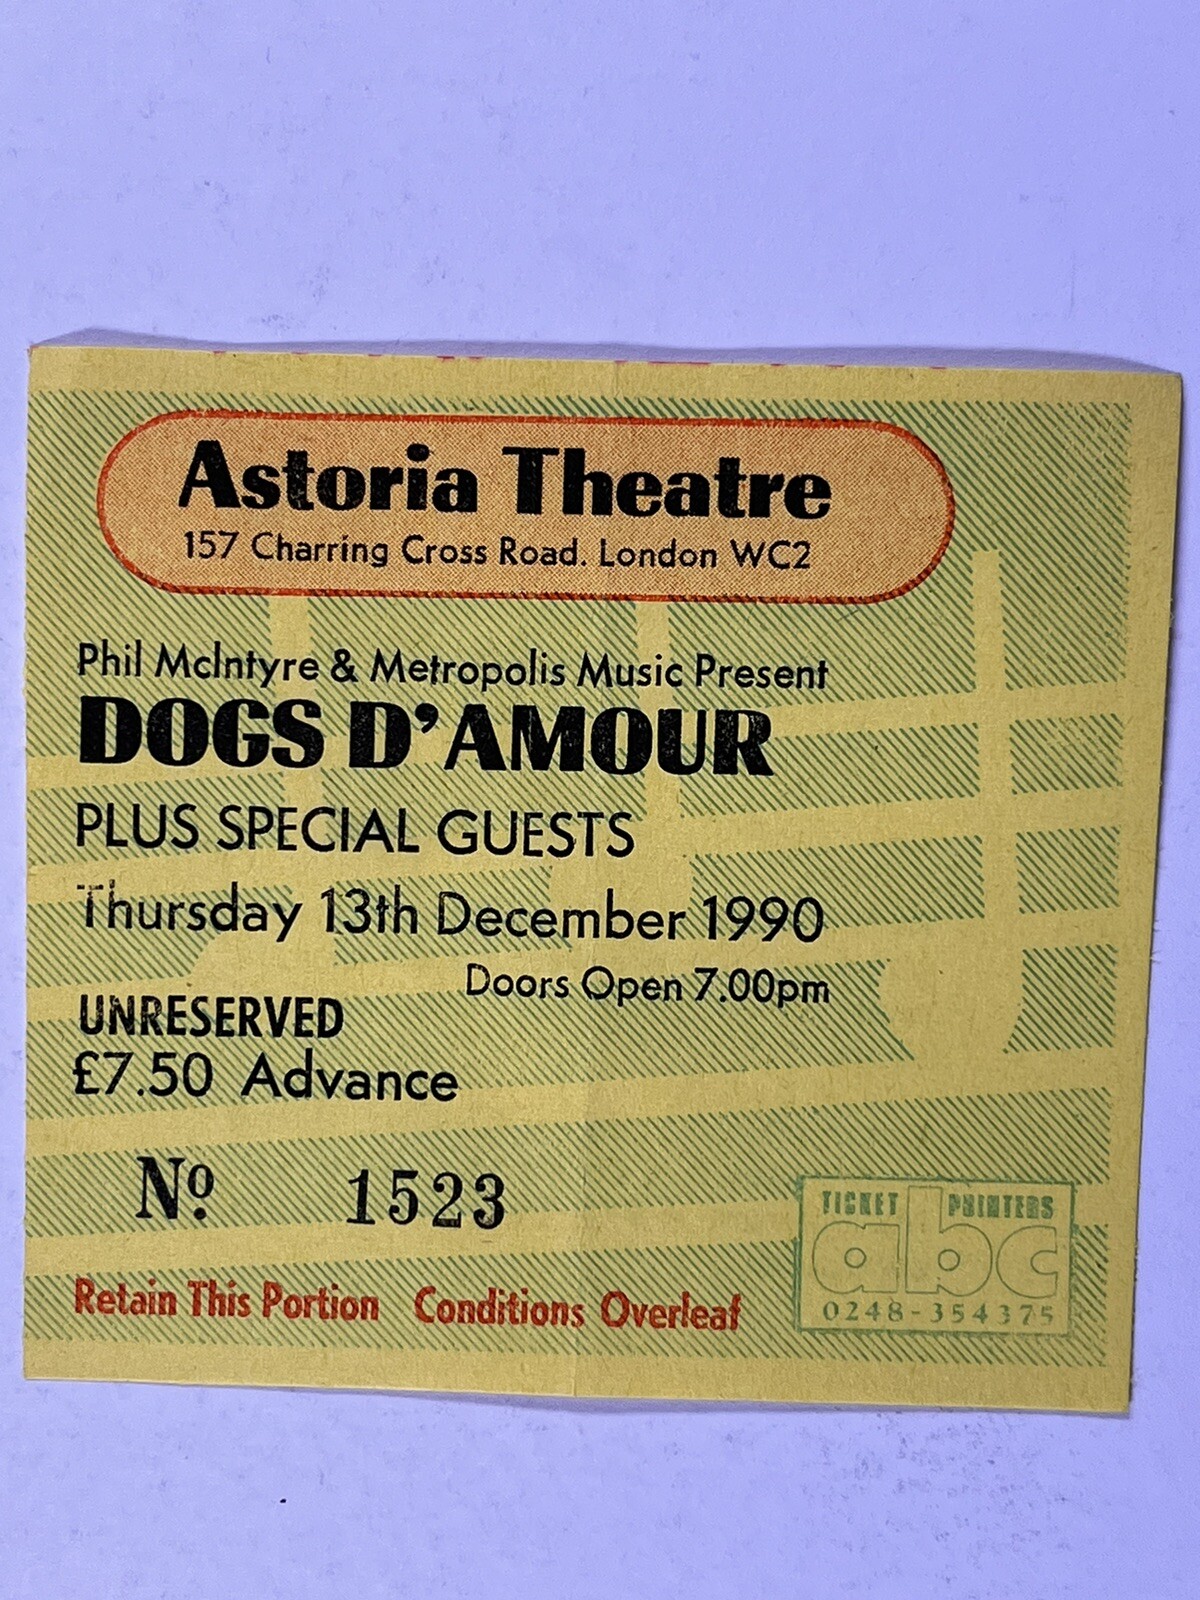 Astoria Theatre
157 Charring Cross Road. London WC2
Phil McIntyre & Metropolis Music Present
DOGS D'AMOUR
PLUS SPECIAL GUESTS
Thursday 13th December 1990
Doors Open 7.00pm
UNRESERVED
£7.50 Advance
Nº. 1523
Retain This Portion Conditions Overleaf
TICKET PRINTERS
abc
0248-354375